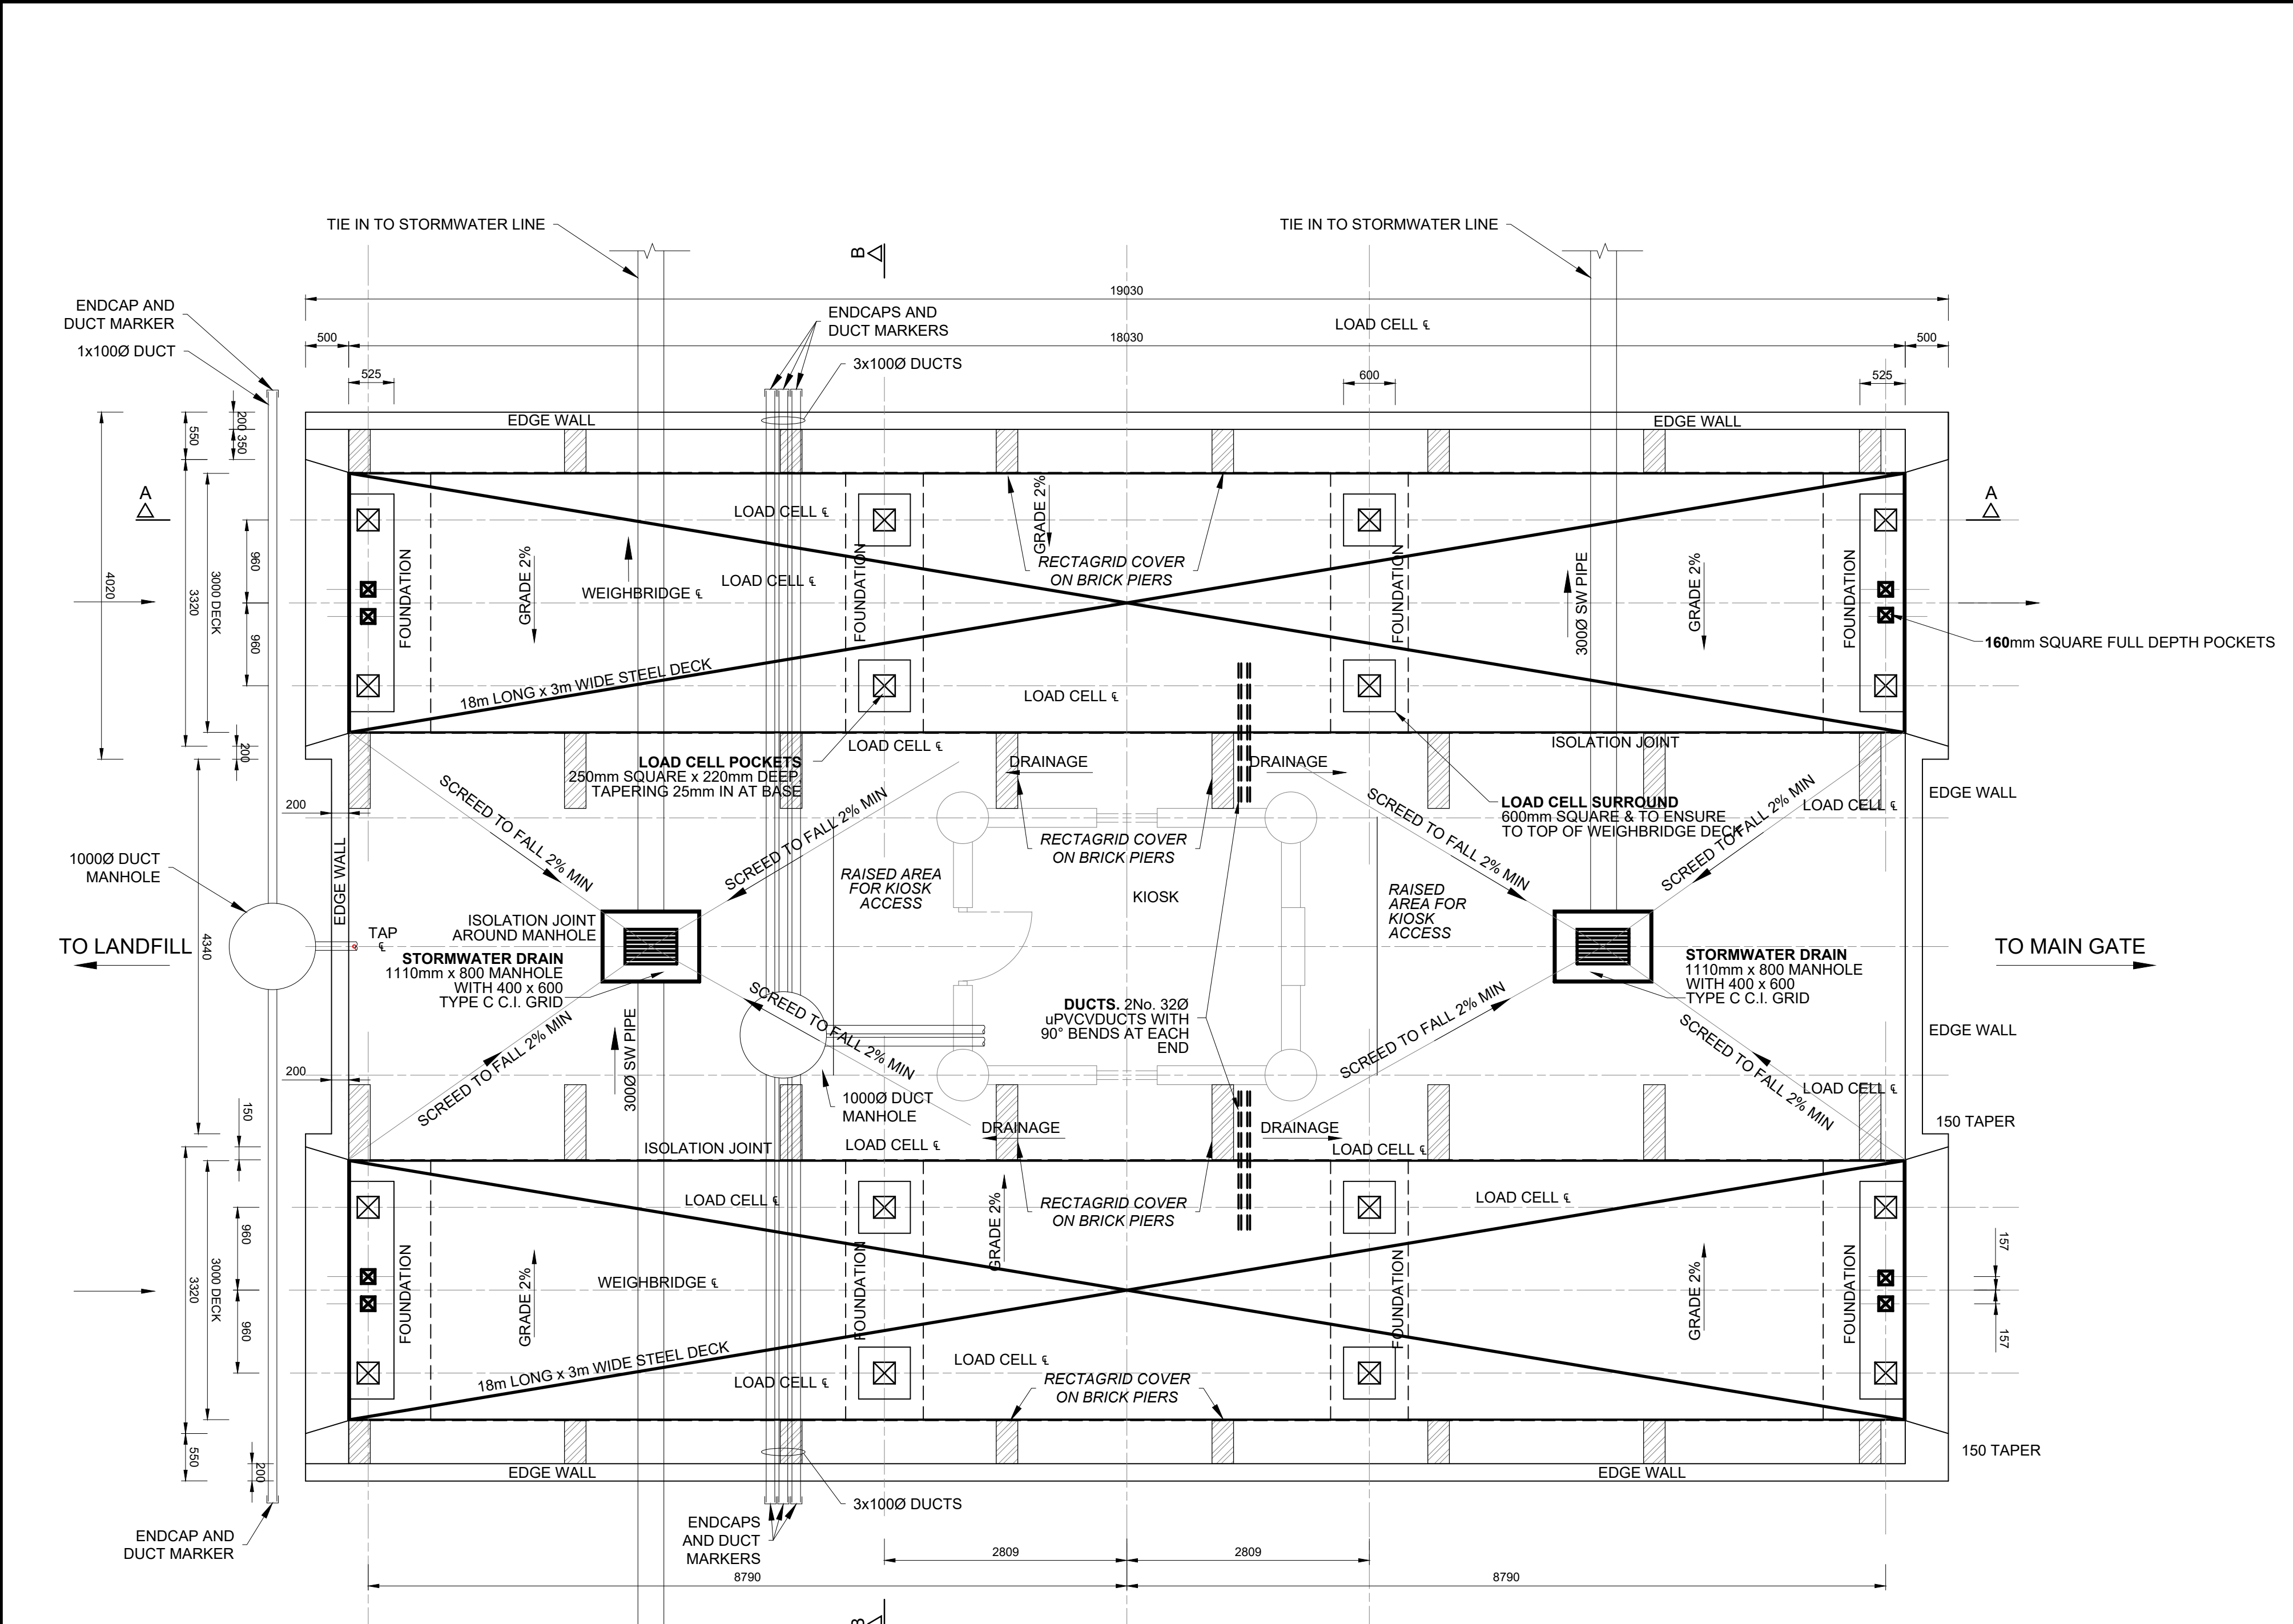 TIE IN TO STORMWATER LINE
TIE IN TO STORMWATER LINE
B
19030
ENDCAP AND
DUCT MARKER
1x100Ø DUCT
ENDCAPS AND
DUCT MARKERS
LOAD CELL ℄
500
18030
500
3x100Ø DUCTS
525
600
525
EDGE WALL
EDGE WALL
200
350
550
A
A
GRADE 2%
LOAD CELL ℄
RECTAGRID COVER
ON BRICK PIERS
LOAD CELL ℄
WEIGHBRIDGE ℄
GRADE 2%
FOUNDATION
FOUNDATION
FOUNDATION
FOUNDATION
300Ø SW PIPE
GRADE 2%
960
960
4020
3320
3000 DECK
160mm SQUARE FULL DEPTH POCKETS
18m LONG x 3m WIDE STEEL DECK
LOAD CELL ℄
200
LOAD CELL ℄
ISOLATION JOINT
LOAD CELL POCKETS
250mm SQUARE x 220mm DEEP,
TAPERING 25mm IN AT BASE
DRAINAGE
DRAINAGE
SCREED TO FALL 2% MIN
SCREED TO FALL 2% MIN
SCREED TO FALL 2% MIN
SCREED TO FALL 2% MIN
LOAD CELL SURROUND
600mm SQUARE & TO ENSURE
TO TOP OF WEIGHBRIDGE DECK
LOAD CELL ℄
EDGE WALL
200
RECTAGRID COVER
ON BRICK PIERS
1000Ø DUCT
MANHOLE
EDGE WALL
RAISED AREA
FOR KIOSK
ACCESS
KIOSK
RAISED
AREA FOR
KIOSK
ACCESS
ISOLATION JOINT
AROUND MANHOLE
TAP
℄
TO LANDFILL
4340
STORMWATER DRAIN
1110mm x 800 MANHOLE
WITH 400 x 600
TYPE C C.I. GRID
STORMWATER DRAIN
1110mm x 800 MANHOLE
WITH 400 x 600
TYPE C C.I. GRID
TO MAIN GATE
SCREED TO FALL 2% MIN
SCREED TO FALL 2% MIN
SCREED TO FALL 2% MIN
SCREED TO FALL 2% MIN
DUCTS. 2No. 32Ø
uPVCVDUCTS WITH
90° BENDS AT EACH
END
EDGE WALL
300Ø SW PIPE
200
150
1000Ø DUCT
MANHOLE
LOAD CELL ℄
150 TAPER
DRAINAGE
DRAINAGE
ISOLATION JOINT
LOAD CELL ℄
LOAD CELL ℄
LOAD CELL ℄
GRADE 2%
RECTAGRID COVER
ON BRICK PIERS
LOAD CELL ℄
960
960
3320
3000 DECK
FOUNDATION
GRADE 2%
WEIGHBRIDGE ℄
FOUNDATION
FOUNDATION
GRADE 2%
FOUNDATION
157
157
18m LONG x 3m WIDE STEEL DECK
LOAD CELL ℄
LOAD CELL ℄
RECTAGRID COVER
ON BRICK PIERS
550
200
EDGE WALL
EDGE WALL
150 TAPER
3x100Ø DUCTS
ENDCAP AND
DUCT MARKER
ENDCAPS
AND DUCT
MARKERS
2809
2809
8790
8790
B